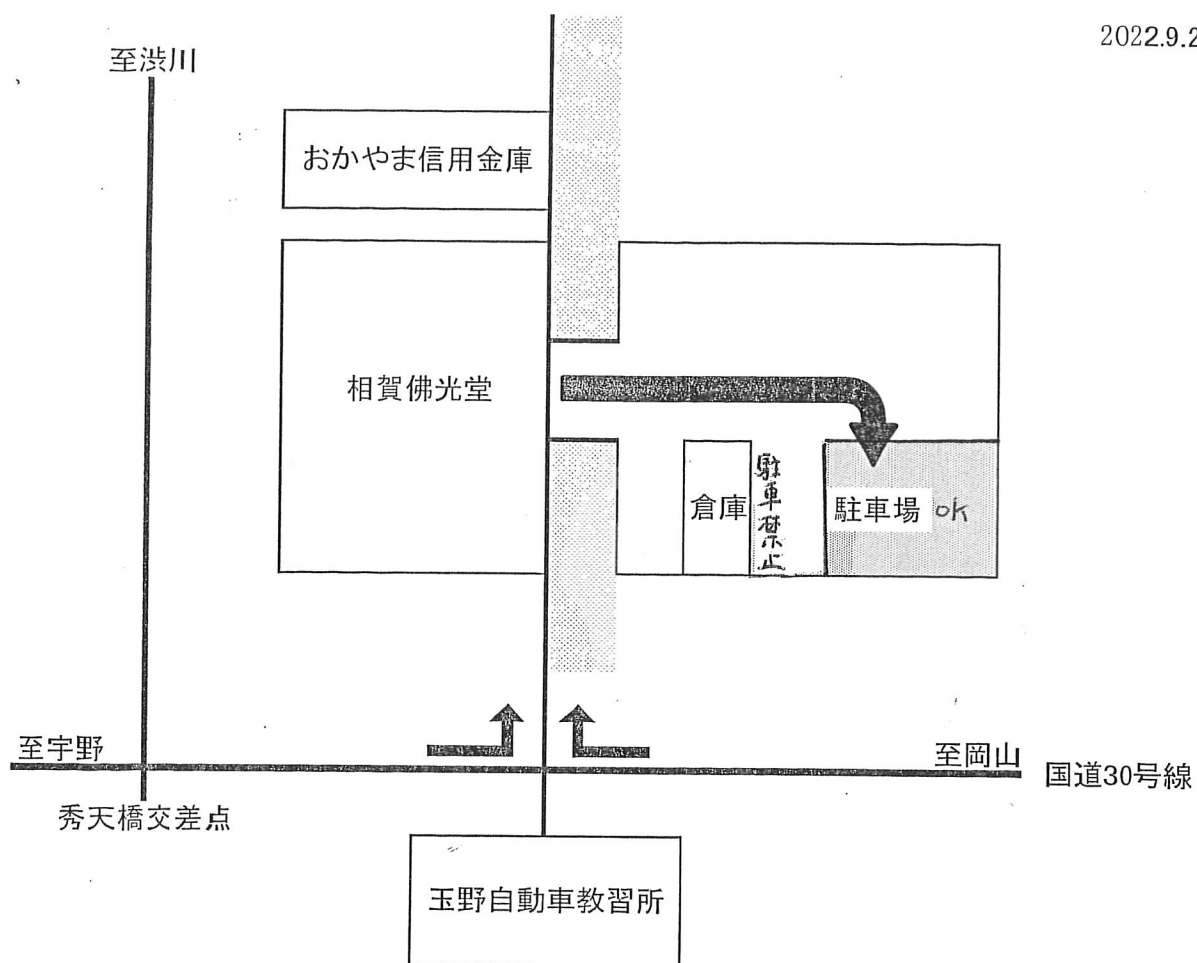 2022.9.2
至渋川
おかやま信用金庫
相賀佛光堂
倉庫
駐車禁止
駐車場 ok
至宇野
至岡山
国道30号線
秀天橋交差点
玉野自動車教習所